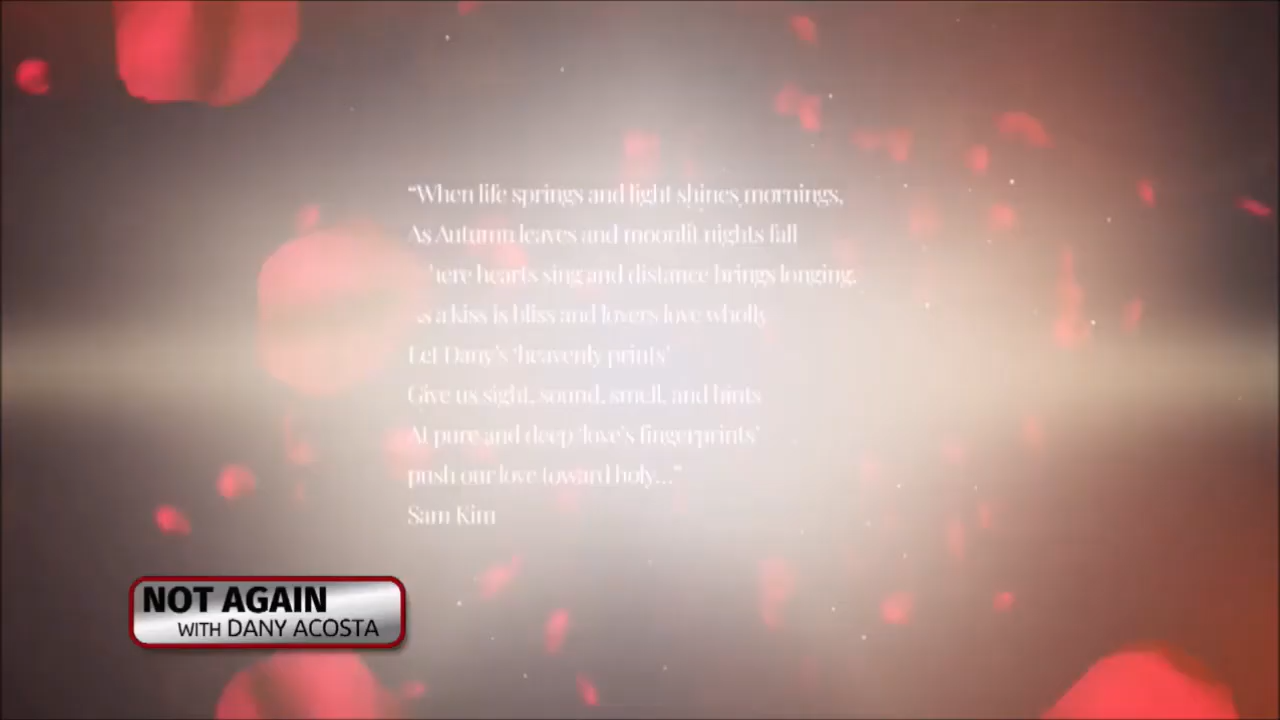 “When life springs and light shines mornings,
As Autumn leaves and moonlit nights fall
hearts sing and distance brings longing,
a kiss is bliss and lovers love wholly
Let Dany's ‘heavenly prints’
Give us sight, sound, smell, and hints
At pure and deep ‘love's fingerprints’
push our love toward holy...”
Sam Kim
NOT AGAIN
WITH DANY ACOSTA